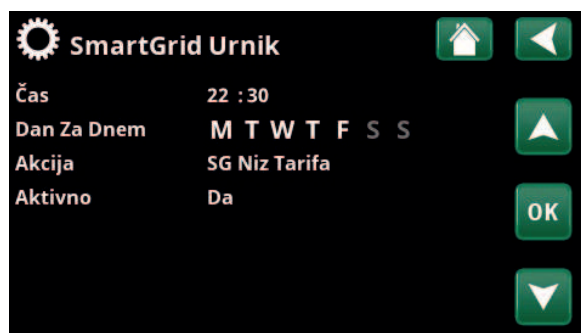 SmartGrid Urnik
Čas 22 :30
Dan Za Dnem M T W T F S S
Akcija SG Niz Tarifa
Aktivno Da
OK